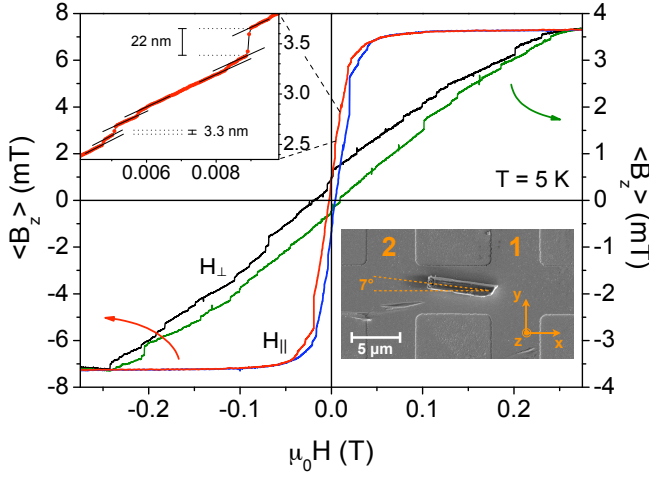 8
6
4
2
0
-2
-4
-6
-8
<B_z> (mT)
4
3
2
1
0
-1
-2
-3
-4
<B_z> (mT)
-0.2
-0.1
0.0
0.1
0.2
μ₀H (T)
22 nm
3.3 nm
3.5
3.0
2.5
0.006
0.008
T = 5 K
H⊥
H||
2
1
7°
y
z
x
5 μm